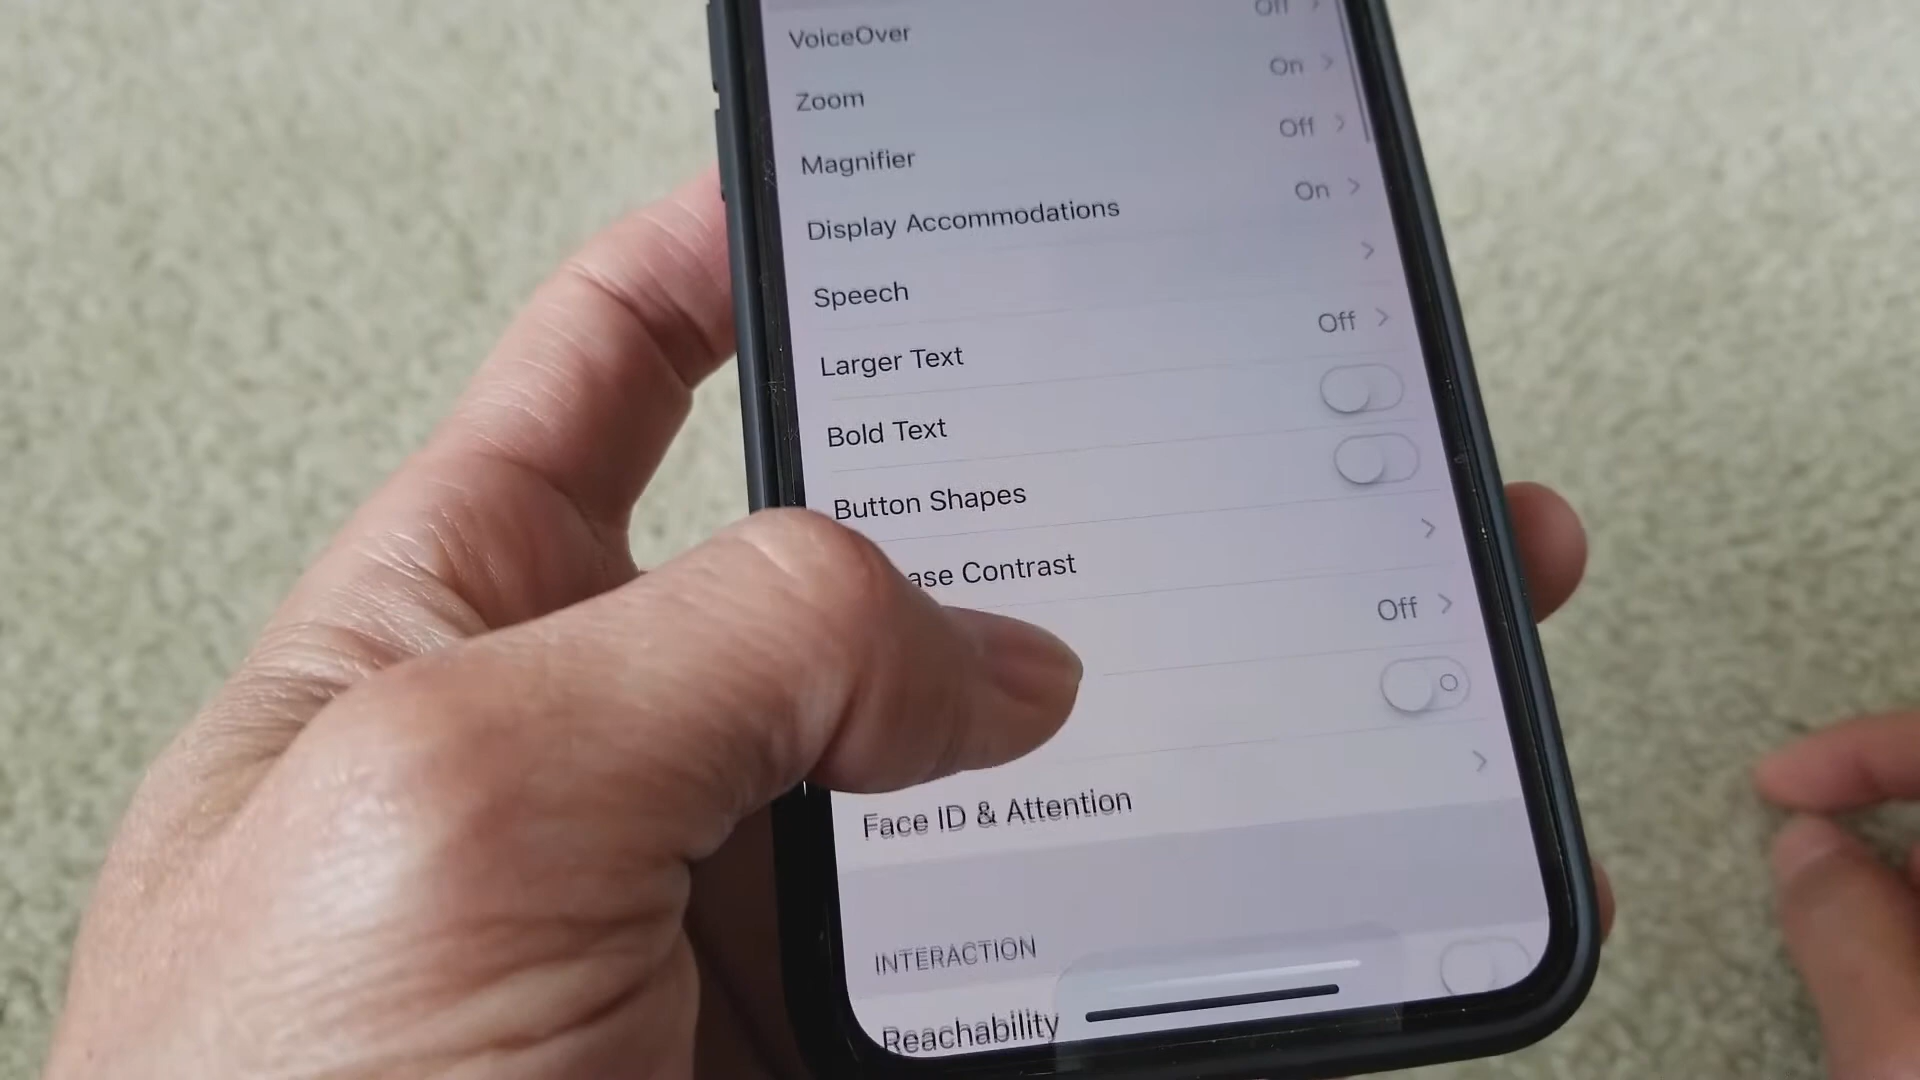 VoiceOver Off
Zoom On
Magnifier Off
Display Accommodations On
Speech
Larger Text Off
Bold Text
Button Shapes
ase Contrast
Off
Face ID & Attention
INTERACTION
Reachability